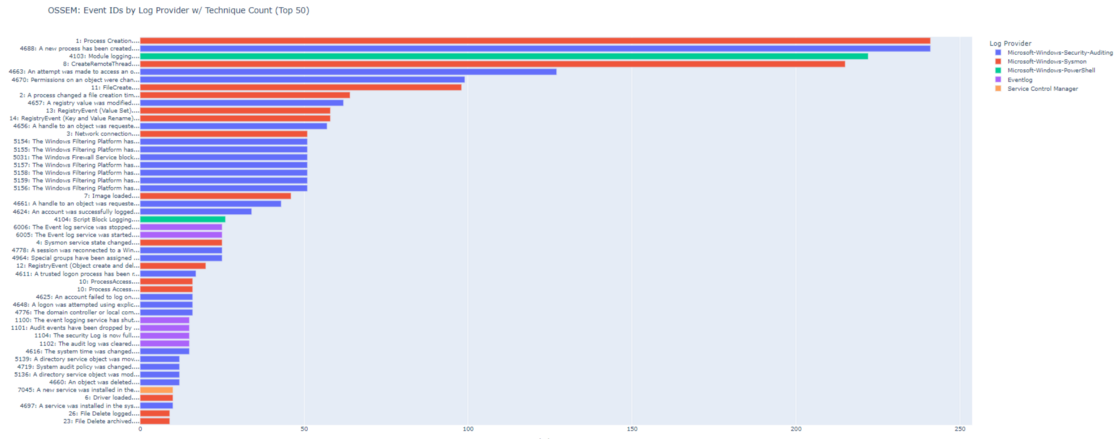 OSSEM: Event IDs by Log Provider w/ Technique Count (Top 50)
Log Provider
Microsoft-Windows-Security-Auditing
Microsoft-Windows-Sysmon
Microsoft-Windows-PowerShell
Eventlog
Service Control Manager
1: Process Creation....
4688: A new process has been created....
4103: Module logging....
8: CreateRemoteThread....
4663: An attempt was made to access an o...
4670: Permissions on an object were chan...
11: FileCreate....
2: A process changed a file creation tim...
4657: A registry value was modified....
13: RegistryEvent (Value Set)....
14: RegistryEvent (Key and Value Rename)....
4656: A handle to an object was requeste...
3: Network connection....
5154: The Windows Filtering Platform has...
5155: The Windows Filtering Platform has...
5031: The Windows Firewall Service block...
5157: The Windows Filtering Platform has...
5158: The Windows Filtering Platform has...
5159: The Windows Filtering Platform has...
5156: The Windows Filtering Platform has...
7: Image loaded....
4661: A handle to an object was requeste...
4624: An account was successfully logged...
4104: Script Block Logging....
6006: The Event log service was stopped....
6005: The Event log service was started....
4: Sysmon service state changed....
4778: A session was reconnected to a Win...
4964: Special groups have been assigned ...
12: RegistryEvent (Object create and del...
4611: A trusted logon process has been r...
10: ProcessAccess....
10: Process Access....
4625: An account failed to log on....
4648: A logon was attempted using explic...
4776: The domain controller or local com...
1100: The event logging service has shut...
1101: Audit events have been dropped by ...
1104: The security Log is now full....
1102: The audit log was cleared....
4616: The system time was changed....
5139: A directory service object was mov...
4719: System audit policy was changed....
5136: A directory service object was mod...
4660: An object was deleted....
7045: A new service was installed in the...
6: Driver loaded....
4697: A service was installed in the sys...
26: File Delete logged....
23: File Delete archived....
0
50
100
150
200
250